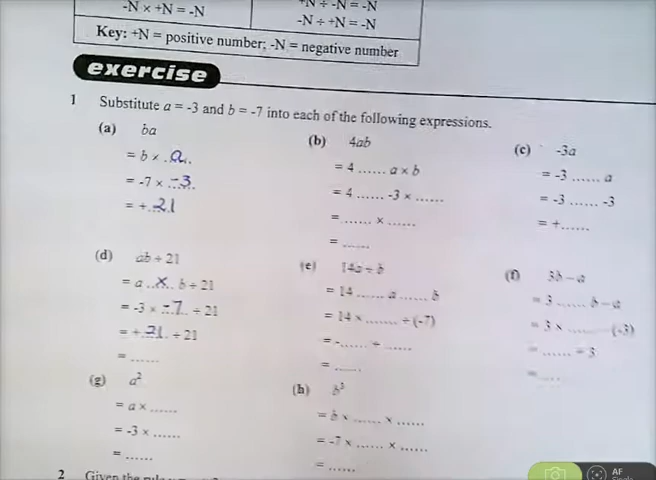 -N × +N = -N
+N ÷ -N = -N
-N ÷ +N = -N
Key: +N = positive number; -N = negative number
exercise
1 Substitute a = -3 and b = -7 into each of the following expressions.
(a) ba
= b × .a..
= -7 × .-3.
= +.21
(b) 4ab
= 4 ...... a × b
= 4 ...... -3 × ......
= ...... × ......
= ......
(c) -3a
= -3 ...... a
= -3 ...... -3
= +......
(d) ab ÷ 21
= a ..×.. b ÷ 21
= -3 × .-7.. ÷ 21
= +.21.. ÷ 21
= ......
(e) 14a ÷ b
= 14 ...... a ...... b
= 14 × ....... ÷ (-7)
= -...... ÷ ......
= ......
(f) 3b - a
= 3 ...... b - a
= 3 × ...... (-3)
= ...... + 3
= ......
(g) a²
= a × ......
= -3 × ......
= ......
(h) b³
= b × ...... × ......
= -7 × ...... × ......
= ......
2 Given the
AF
Single